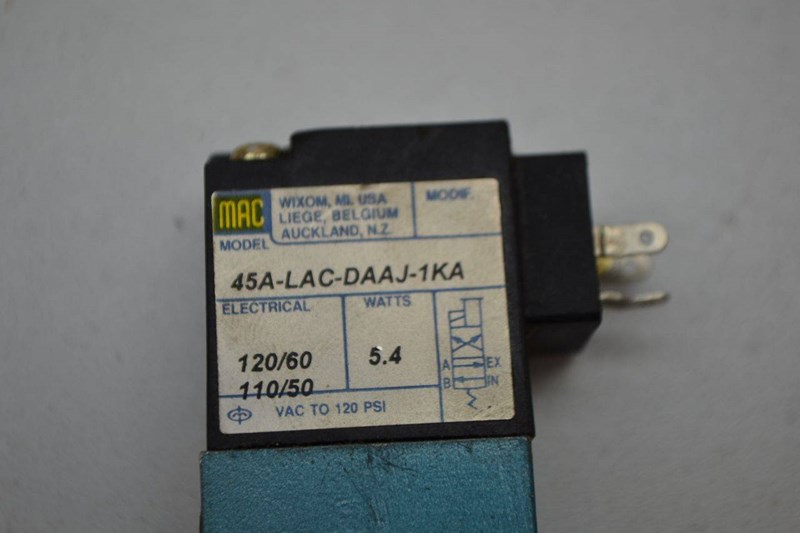 MAC
WIXOM, MI. USA
LIEGE, BELGIUM
AUCKLAND, N.Z.
MODIF.
MODEL
45A-LAC-DAAJ-1KA
ELECTRICAL
WATTS
120/60
110/50
5.4
A EX
B IN
VAC TO 120 PSI